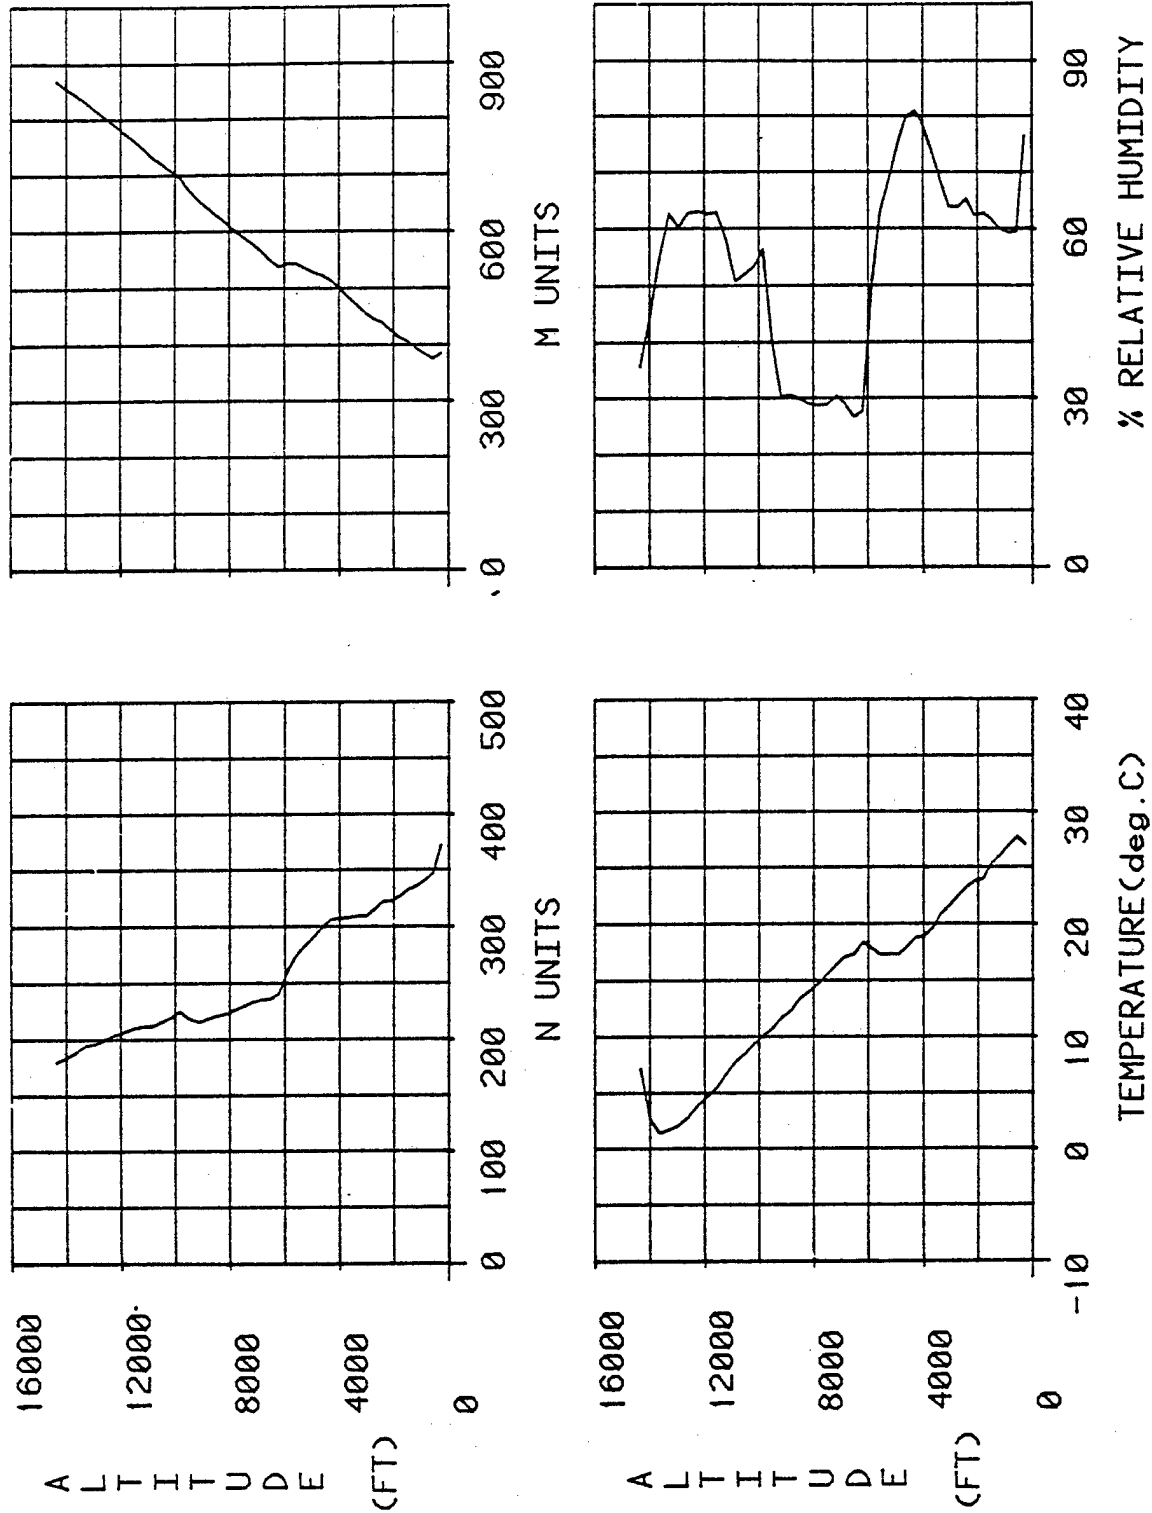 ALTITUDE
(FT)
16000
12000
8000
4000
0
0 100 200 300 400 500
N UNITS
0 300 600 900
M UNITS
ALTITUDE
(FT)
16000
12000
8000
4000
0
-10 0 10 20 30 40
TEMPERATURE(deg.C)
0 30 60 90
% RELATIVE HUMIDITY